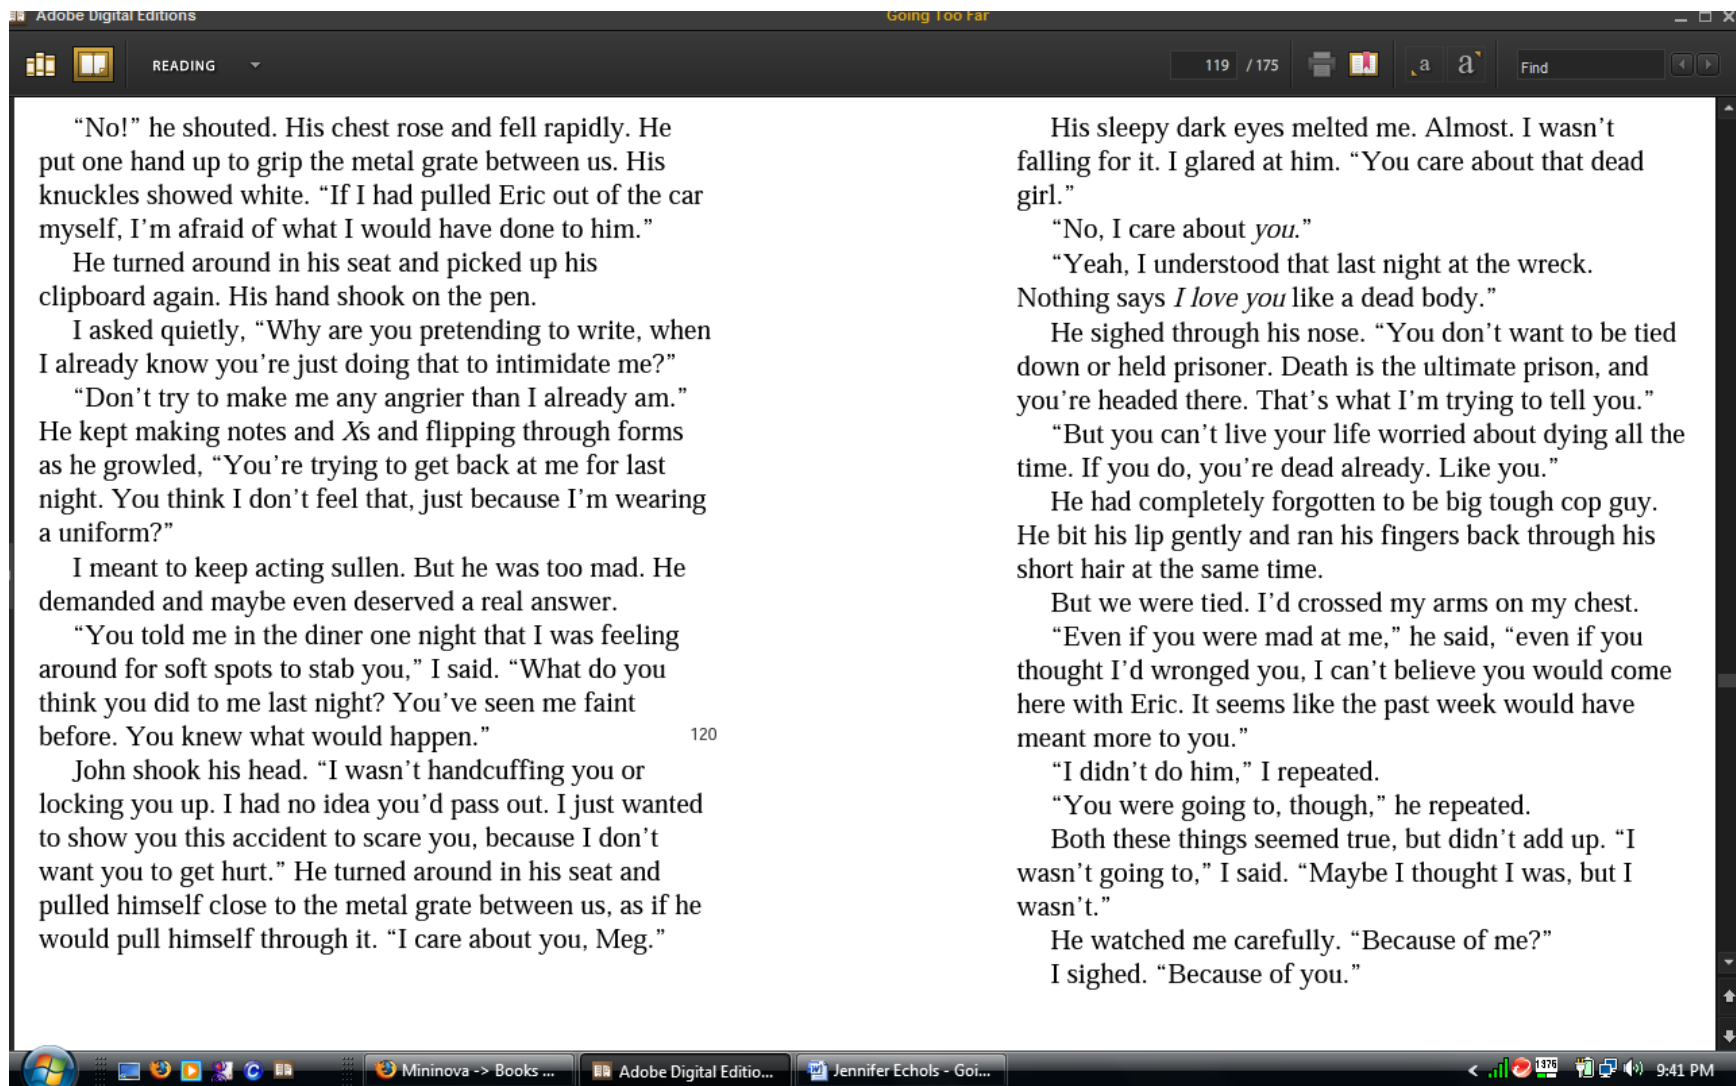 Adobe Digital Editions
Going Too Far
READING
119 / 175
a
a
Find
“No!” he shouted. His chest rose and fell rapidly. He
put one hand up to grip the metal grate between us. His
knuckles showed white. “If I had pulled Eric out of the car
myself, I’m afraid of what I would have done to him.”
He turned around in his seat and picked up his
clipboard again. His hand shook on the pen.
I asked quietly, “Why are you pretending to write, when
I already know you’re just doing that to intimidate me?”
“Don’t try to make me any angrier than I already am.”
He kept making notes and Xs and flipping through forms
as he growled, “You’re trying to get back at me for last
night. You think I don’t feel that, just because I’m wearing
a uniform?”
I meant to keep acting sullen. But he was too mad. He
demanded and maybe even deserved a real answer.
“You told me in the diner one night that I was feeling
around for soft spots to stab you,” I said. “What do you
think you did to me last night? You’ve seen me faint
before. You knew what would happen.”
120
John shook his head. “I wasn’t handcuffing you or
locking you up. I had no idea you’d pass out. I just wanted
to show you this accident to scare you, because I don’t
want you to get hurt.” He turned around in his seat and
pulled himself close to the metal grate between us, as if he
would pull himself through it. “I care about you, Meg.”
His sleepy dark eyes melted me. Almost. I wasn’t
falling for it. I glared at him. “You care about that dead
girl.”
“No, I care about you.”
“Yeah, I understood that last night at the wreck.
Nothing says I love you like a dead body.”
He sighed through his nose. “You don’t want to be tied
down or held prisoner. Death is the ultimate prison, and
you’re headed there. That’s what I’m trying to tell you.”
“But you can’t live your life worried about dying all the
time. If you do, you’re dead already. Like you.”
He had completely forgotten to be big tough cop guy.
He bit his lip gently and ran his fingers back through his
short hair at the same time.
But we were tied. I’d crossed my arms on my chest.
“Even if you were mad at me,” he said, “even if you
thought I’d wronged you, I can’t believe you would come
here with Eric. It seems like the past week would have
meant more to you.”
“I didn’t do him,” I repeated.
“You were going to, though,” he repeated.
Both these things seemed true, but didn’t add up. “I
wasn’t going to,” I said. “Maybe I thought I was, but I
wasn’t.”
He watched me carefully. “Because of me?”
I sighed. “Because of you.”
Mininova -> Books ...
Adobe Digital Editio...
Jennifer Echols - Goi...
9:41 PM